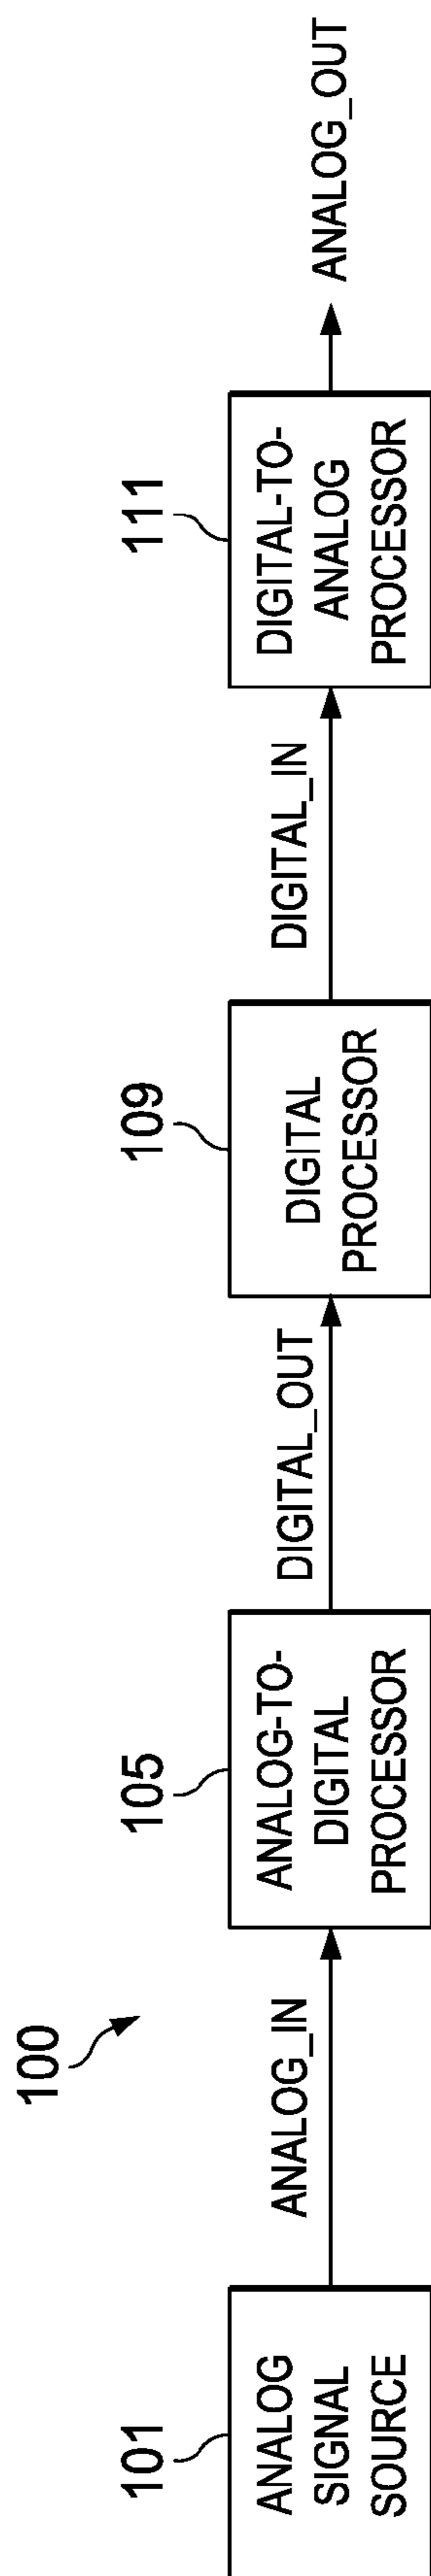 100
101
ANALOG
SIGNAL
SOURCE
ANALOG_IN
105
ANALOG-TO-
DIGITAL
PROCESSOR
DIGITAL_OUT
109
DIGITAL
PROCESSOR
DIGITAL_IN
111
DIGITAL-TO-
ANALOG
PROCESSOR
ANALOG_OUT